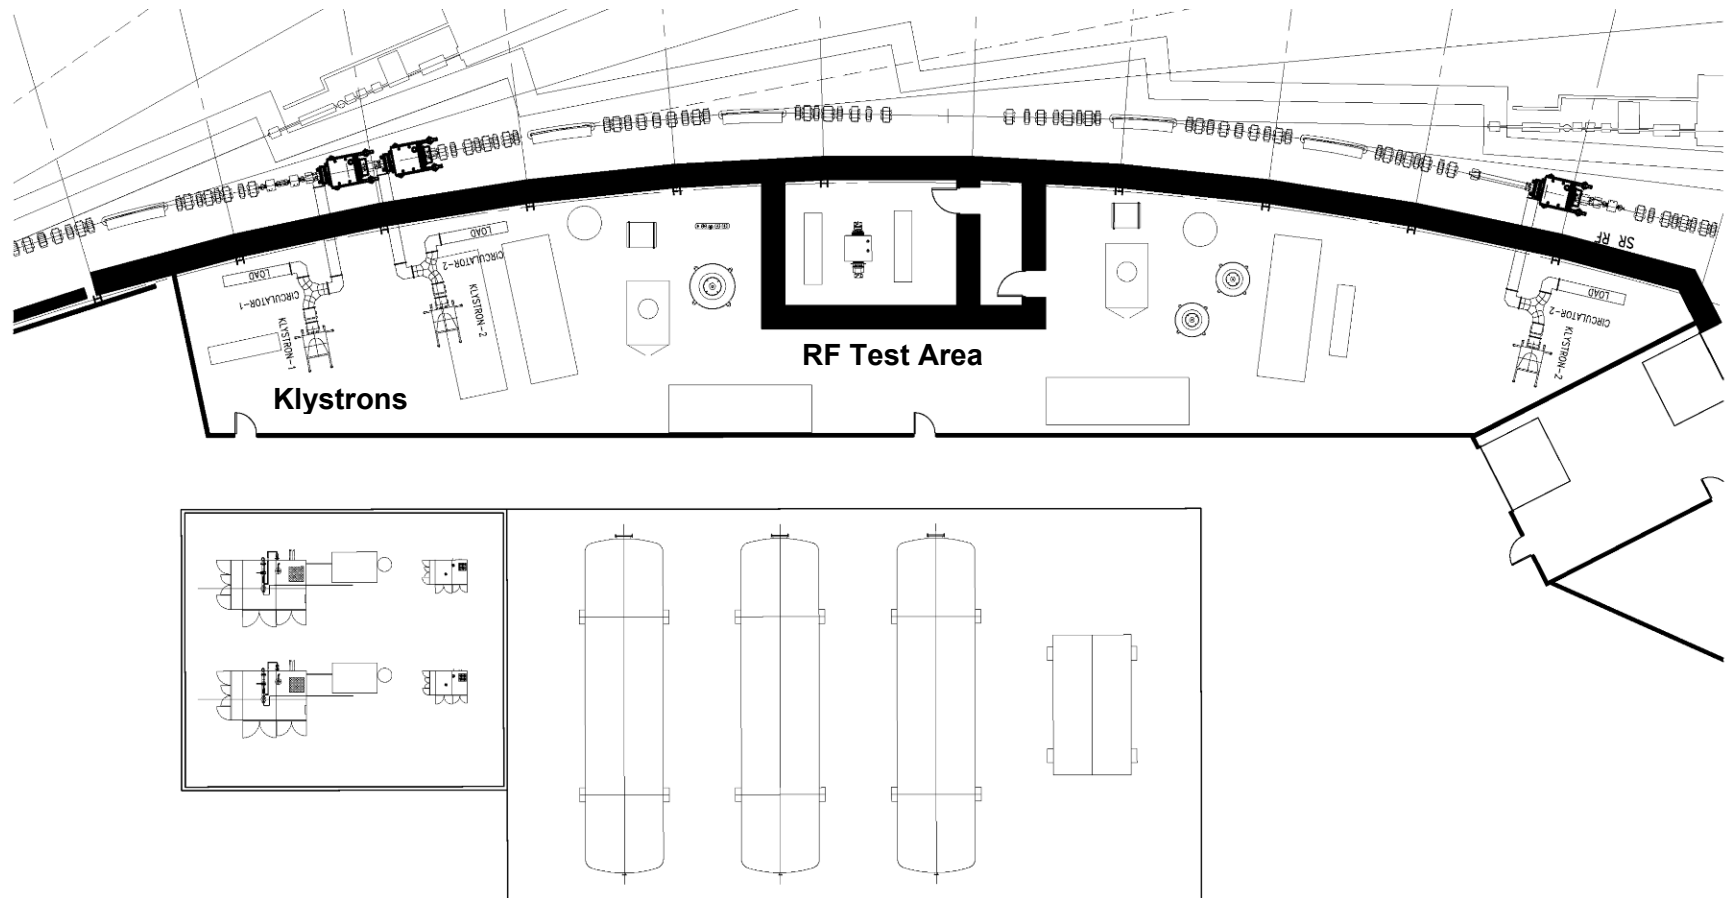 SR RF
LOAD
CIRCULATOR-2
LOAD
CIRCULATOR-1
KLYSTRON-2
KLYSTRON-1
LOAD
CIRCULATOR-2
KLYSTRON-2
RF Test Area
Klystrons